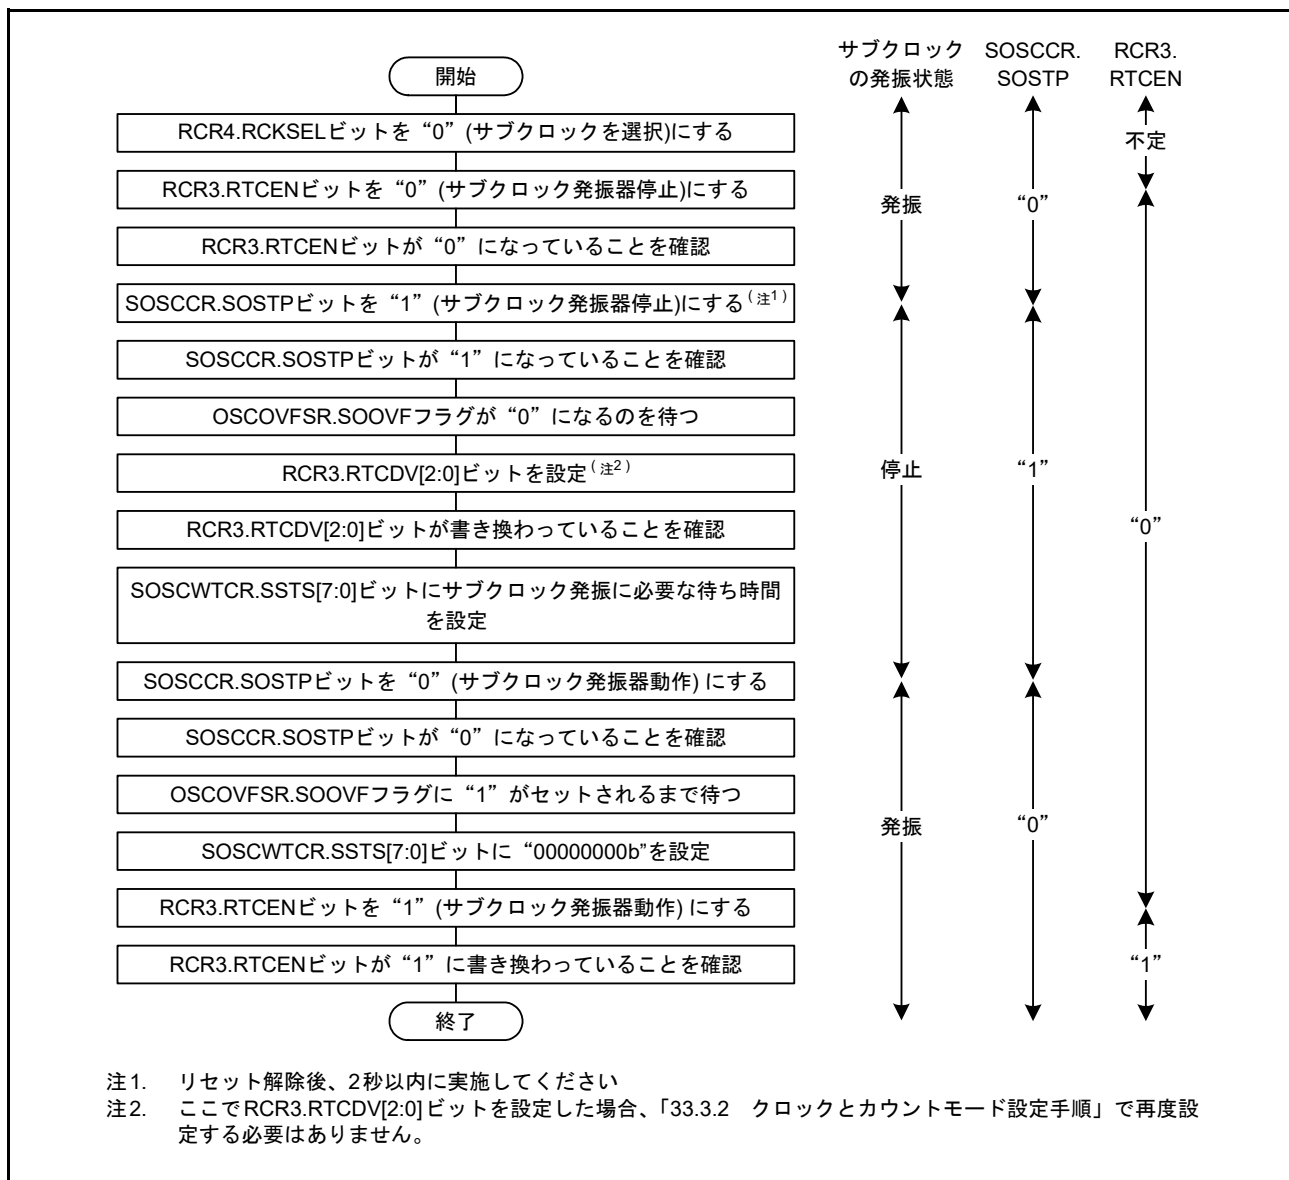 サブクロック
の発振状態
SOSCCR.
SOSTP
RCR3.
RTCEN
開始
RCR4.RCKSELビットを“0”(サブクロックを選択)にする
RCR3.RTCENビットを“0”(サブクロック発振器停止)にする
RCR3.RTCENビットが“0”になっていることを確認
SOSCCR.SOSTPビットを“1”(サブクロック発振器停止)にする(注1)
SOSCCR.SOSTPビットが“1”になっていることを確認
OSCOVFSR.SOOVFフラグが“0”になるのを待つ
RCR3.RTCDV[2:0]ビットを設定(注2)
RCR3.RTCDV[2:0]ビットが書き換わっていることを確認
SOSCWTCR.SSTS[7:0]ビットにサブクロック発振に必要な待ち時間
を設定
SOSCCR.SOSTPビットを“0”(サブクロック発振器動作) にする
SOSCCR.SOSTPビットが“0”になっていることを確認
OSCOVFSR.SOOVFフラグに“1”がセットされるまで待つ
SOSCWTCR.SSTS[7:0]ビットに“00000000b”を設定
RCR3.RTCENビットを“1”(サブクロック発振器動作) にする
RCR3.RTCENビットが“1”に書き換わっていることを確認
終了
発振
停止
発振
“0”
“1”
“0”
不定
“0”
“1”
注1. リセット解除後、2秒以内に実施してください
注2. ここでRCR3.RTCDV[2:0]ビットを設定した場合、「33.3.2 クロックとカウントモード設定手順」で再度設
定する必要はありません。